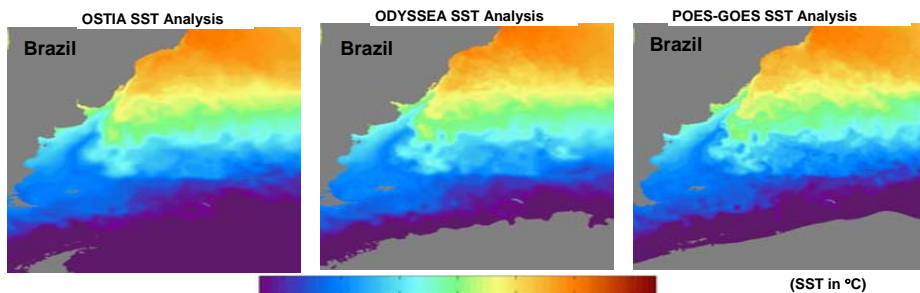 OSTIA SST Analysis
ODYSSEA SST Analysis
POES-GOES SST Analysis
Brazil
Brazil
Brazil
(SST in ºC)